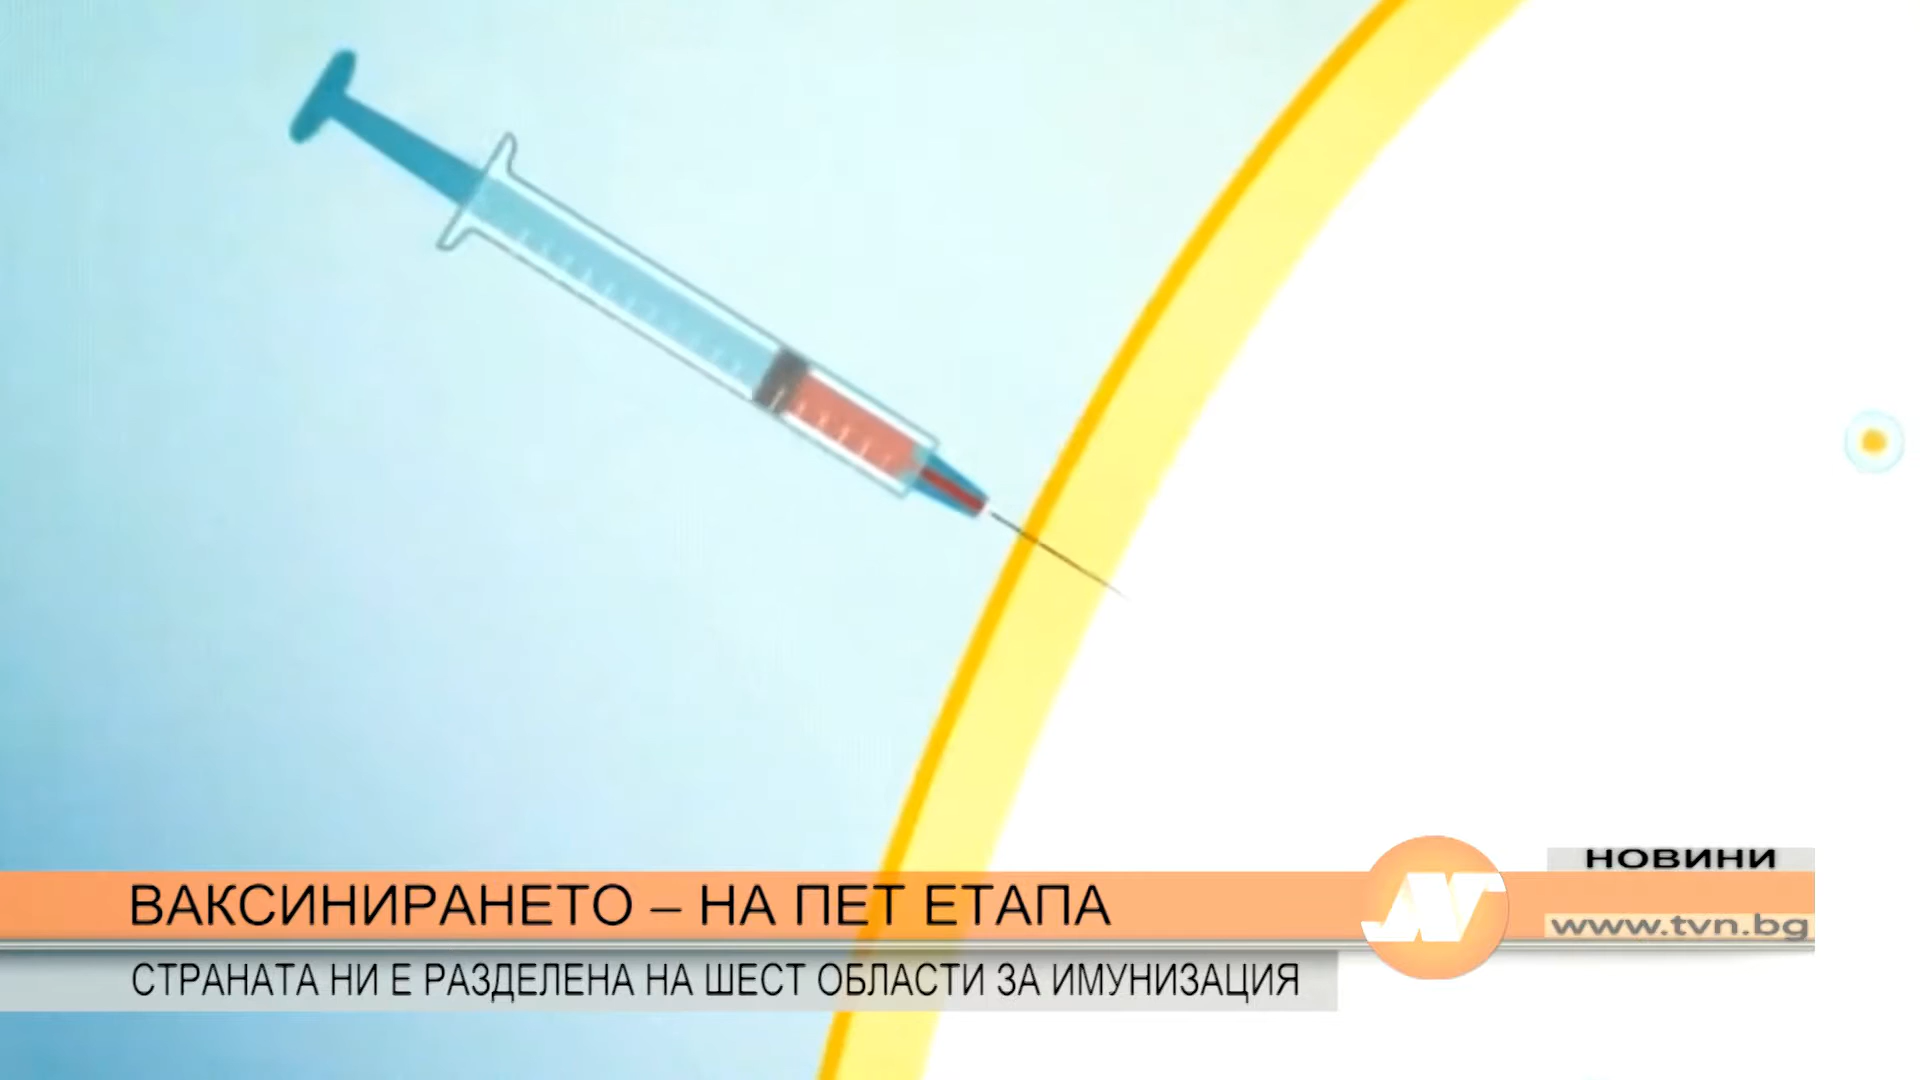 НОВИНИ
ВАКСИНИРАНЕТО – НА ПЕТ ЕТАПА
www.tvn.bg
СТРАНАТА НИ Е РАЗДЕЛЕНА НА ШЕСТ ОБЛАСТИ ЗА ИМУНИЗАЦИЯ